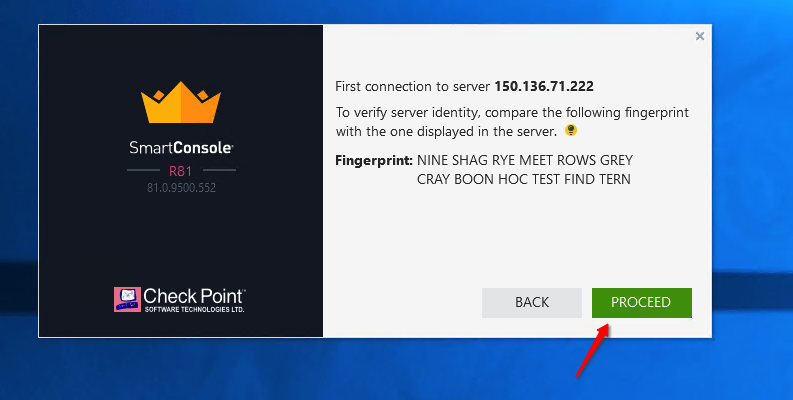 SmartConsole
R81
81.0.9500.552
Check Point
SOFTWARE TECHNOLOGIES LTD.
First connection to server 150.136.71.222
To verify server identity, compare the following fingerprint
with the one displayed in the server.
Fingerprint: NINE SHAG RYE MEET ROWS GREY
CRAY BOON HOC TEST FIND TERN
BACK
PROCEED